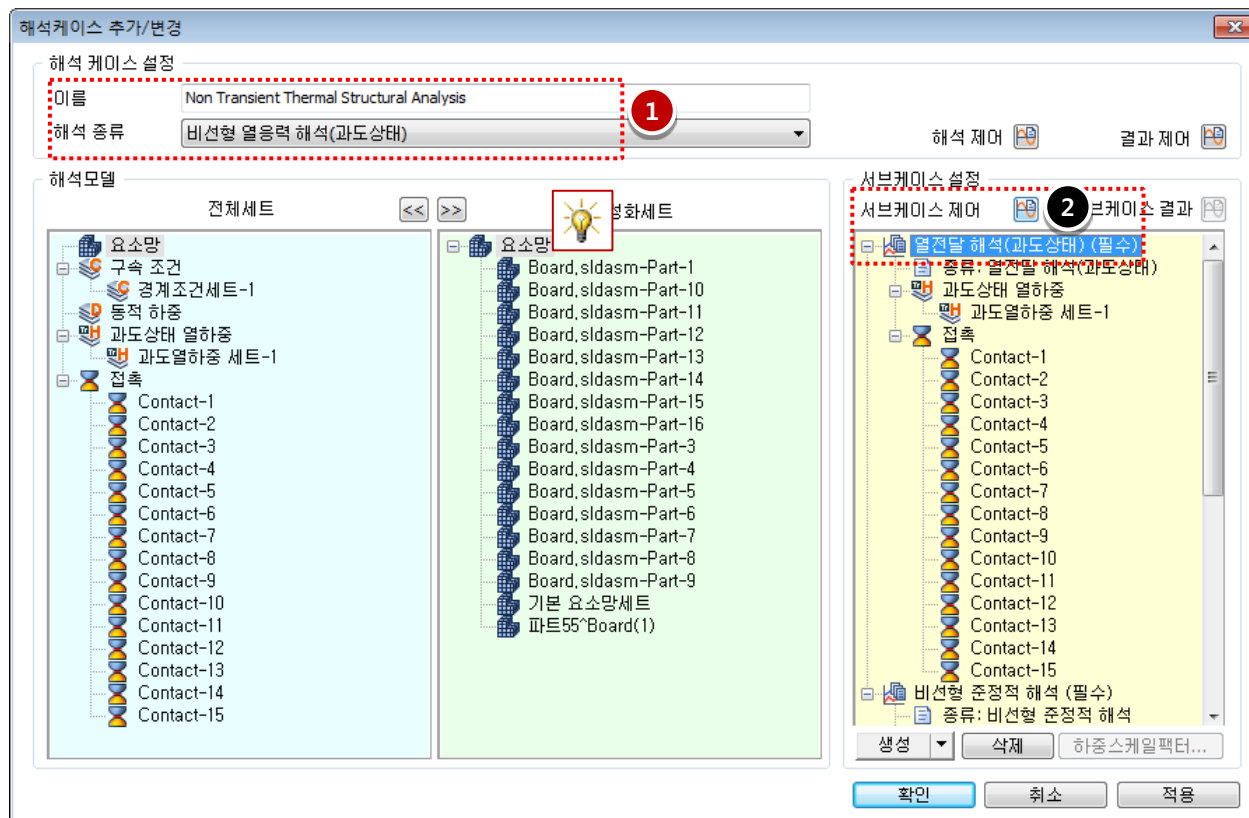 해석케이스 추가/변경
해석 케이스 설정
이름 Non Transient Thermal Structural Analysis
1
해석 종류 비선형 열응력 해석(과도상태)
해석 제어 결과 제어
해석모델
전체세트 << >> 성화세트
요소망
구속 조건
경계조건세트-1
동적 하중
과도상태 열하중
과도열하중 세트-1
접촉
Contact-1
Contact-2
Contact-3
Contact-4
Contact-5
Contact-6
Contact-7
Contact-8
Contact-9
Contact-10
Contact-11
Contact-12
Contact-13
Contact-14
Contact-15
요소망
Board,sldasm-Part-1
Board,sldasm-Part-10
Board,sldasm-Part-11
Board,sldasm-Part-12
Board,sldasm-Part-13
Board,sldasm-Part-14
Board,sldasm-Part-15
Board,sldasm-Part-16
Board,sldasm-Part-3
Board,sldasm-Part-4
Board,sldasm-Part-5
Board,sldasm-Part-6
Board,sldasm-Part-7
Board,sldasm-Part-8
Board,sldasm-Part-9
기본 요소망세트
파트55^Board(1)
서브케이스 설정
서브케이스 제어 2 브케이스 결과
열전달 해석(과도상태) (필수)
종류: 열전달 해석(과도상태)
과도상태 열하중
과도열하중 세트-1
접촉
Contact-1
Contact-2
Contact-3
Contact-4
Contact-5
Contact-6
Contact-7
Contact-8
Contact-9
Contact-10
Contact-11
Contact-12
Contact-13
Contact-14
Contact-15
비선형 준정적 해석 (필수)
종류: 비선형 준정적 해석
생성 삭제 하중스케일팩터...
확인 취소 적용